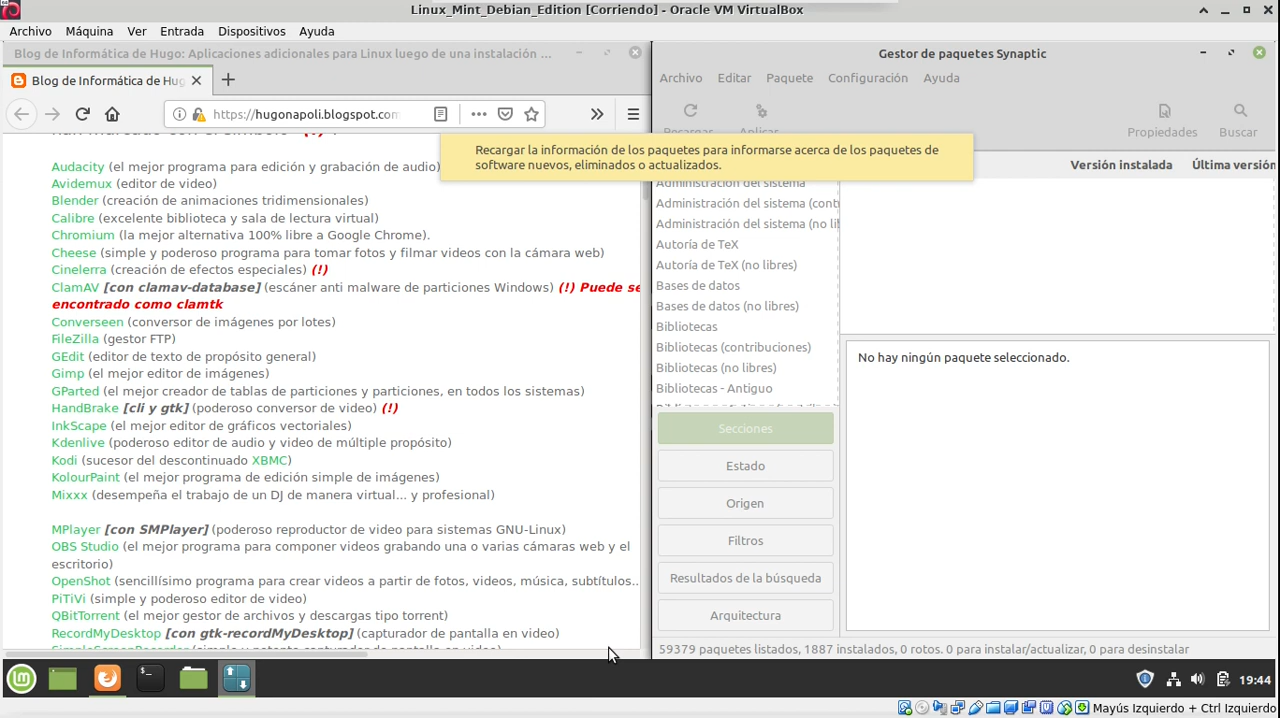 Linux_Mint_Debian_Edition [Corriendo] - Oracle VM VirtualBox
Archivo Máquina Ver Entrada Dispositivos Ayuda
Blog de Informática de Hugo: Aplicaciones adicionales para Linux luego de una instalación ...
Blog de Informática de Hug
https://hugonapoli.blogspot.com
Audacity (el mejor programa para edición y grabación de audio)
Avidemux (editor de video)
Blender (creación de animaciones tridimensionales)
Calibre (excelente biblioteca y sala de lectura virtual)
Chromium (la mejor alternativa 100% libre a Google Chrome).
Cheese (simple y poderoso programa para tomar fotos y filmar videos con la cámara web)
Cinelerra (creación de efectos especiales) (!)
ClamAV [con clamav-database] (escáner anti malware de particiones Windows) (!) Puede se
encontrado como clamtk
Converseen (conversor de imágenes por lotes)
FileZilla (gestor FTP)
GEdit (editor de texto de propósito general)
Gimp (el mejor editor de imágenes)
GParted (el mejor creador de tablas de particiones y particiones, en todos los sistemas)
HandBrake [cli y gtk] (poderoso conversor de video) (!)
InkScape (el mejor editor de gráficos vectoriales)
Kdenlive (poderoso editor de audio y video de múltiple propósito)
Kodi (sucesor del descontinuado XBMC)
KolourPaint (el mejor programa de edición simple de imágenes)
Mixxx (desempeña el trabajo de un DJ de manera virtual... y profesional)
MPlayer [con SMPlayer] (poderoso reproductor de video para sistemas GNU-Linux)
OBS Studio (el mejor programa para componer videos grabando una o varias cámaras web y el
escritorio)
OpenShot (sencillísimo programa para crear videos a partir de fotos, videos, música, subtítulos..
PiTiVi (simple y poderoso editor de video)
QBitTorrent (el mejor gestor de archivos y descargas tipo torrent)
RecordMyDesktop [con gtk-recordMyDesktop] (capturador de pantalla en video)
Gestor de paquetes Synaptic
Archivo Editar Paquete Configuración Ayuda
Recargar Aplicar Propiedades Buscar
Recargar la información de los paquetes para informarse acerca de los paquetes de
software nuevos, eliminados o actualizados.
Versión instalada Última versión
Administración del sistema
Administración del sistema (cont
Administración del sistema (no lil
Autoría de TeX
Autoría de TeX (no libres)
Bases de datos
Bases de datos (no libres)
Bibliotecas
Bibliotecas (contribuciones)
Bibliotecas (no libres)
Bibliotecas - Antiguo
Secciones
Estado
Origen
Filtros
Resultados de la búsqueda
Arquitectura
No hay ningún paquete seleccionado.
59379 paquetes listados, 1887 instalados, 0 rotos. 0 para instalar/actualizar, 0 para desinstalar
19:44
Mayús Izquierdo + Ctrl Izquierdo